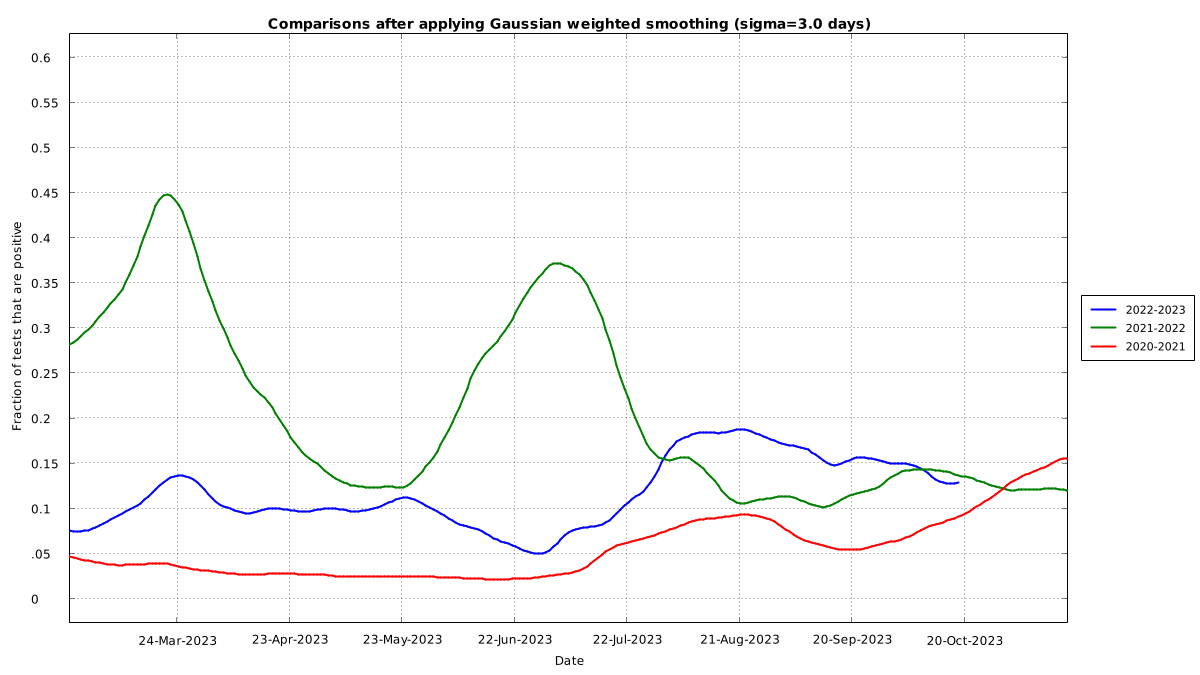 Comparisons after applying Gaussian weighted smoothing (sigma=3.0 days)
0.6
0.55
0.5
0.45
0.4
0.35
0.3
0.25
0.2
0.15
0.1
.05
0
Fraction of tests that are positive
24-Mar-2023
23-Apr-2023
23-May-2023
22-Jun-2023
22-Jul-2023
21-Aug-2023
20-Sep-2023
20-Oct-2023
Date
2022-2023
2021-2022
2020-2021